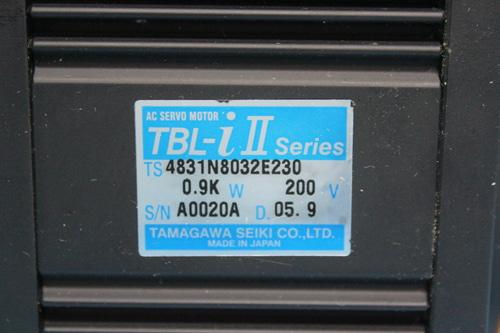 AC SERVO MOTOR
TBL-i II Series
TS 4831N8032E230
0.9K W 200 V
S/N A0020A D. 05.9
TAMAGAWA SEIKI CO.,LTD.
MADE IN JAPAN